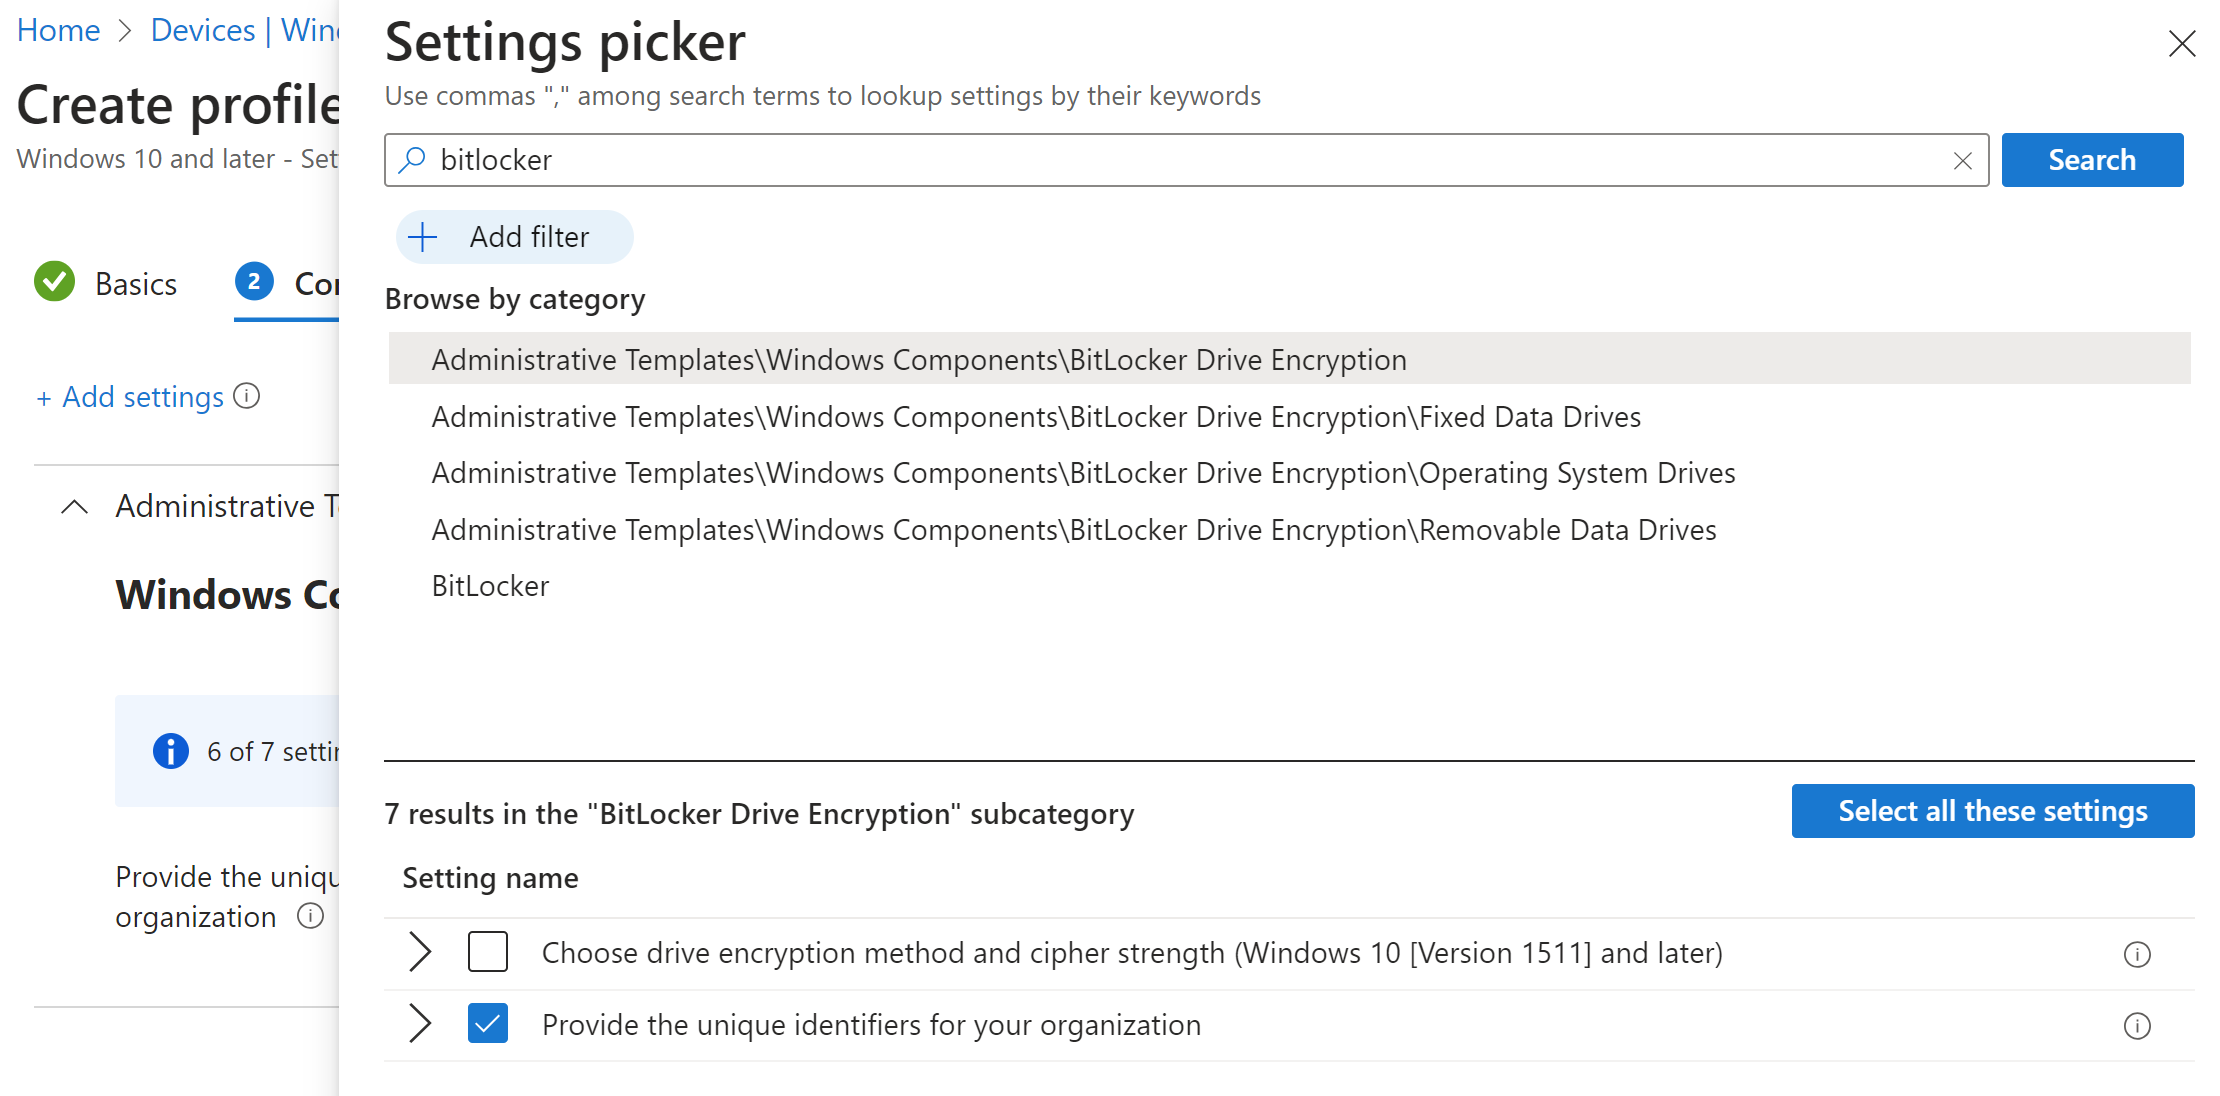 Home > Devices |
Create profile
Windows 10 and later -
Basics
2
+ Add settings
Administrative
Windows
6 of 7
Provide the
organization
Settings picker
Use commas "," among search terms to lookup settings by their keywords
bitlocker
Search
+ Add filter
Browse by category
Administrative Templates\Windows Components\BitLocker Drive Encryption
Administrative Templates\Windows Components\BitLocker Drive Encryption\Fixed Data Drives
Administrative Templates\Windows Components\BitLocker Drive Encryption\Operating System Drives
Administrative Templates\Windows Components\BitLocker Drive Encryption\Removable Data Drives
BitLocker
7 results in the "BitLocker Drive Encryption" subcategory
Select all these settings
Setting name
Choose drive encryption method and cipher strength (Windows 10 [Version 1511] and later)
Provide the unique identifiers for your organization